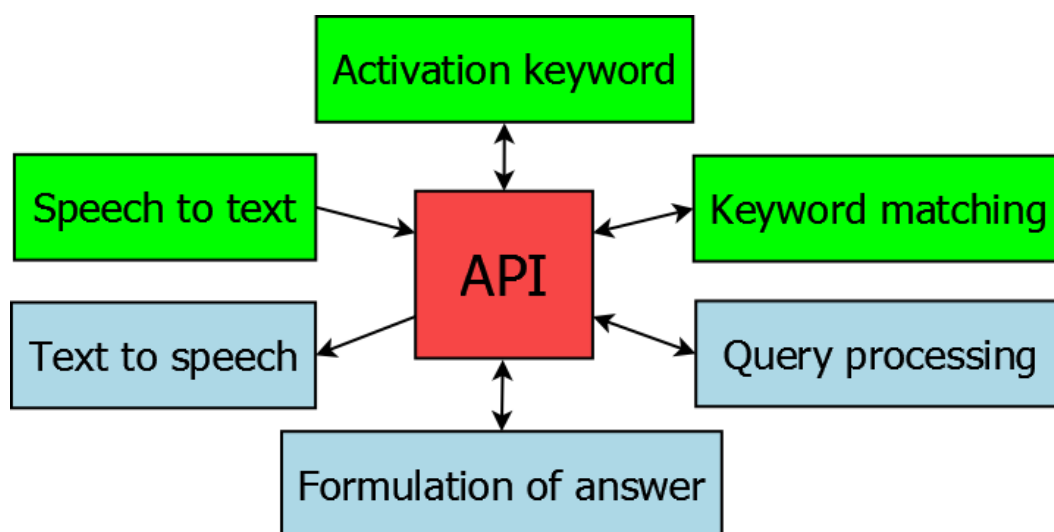 Activation keyword
Speech to text
Keyword matching
API
Text to speech
Query processing
Formulation of answer